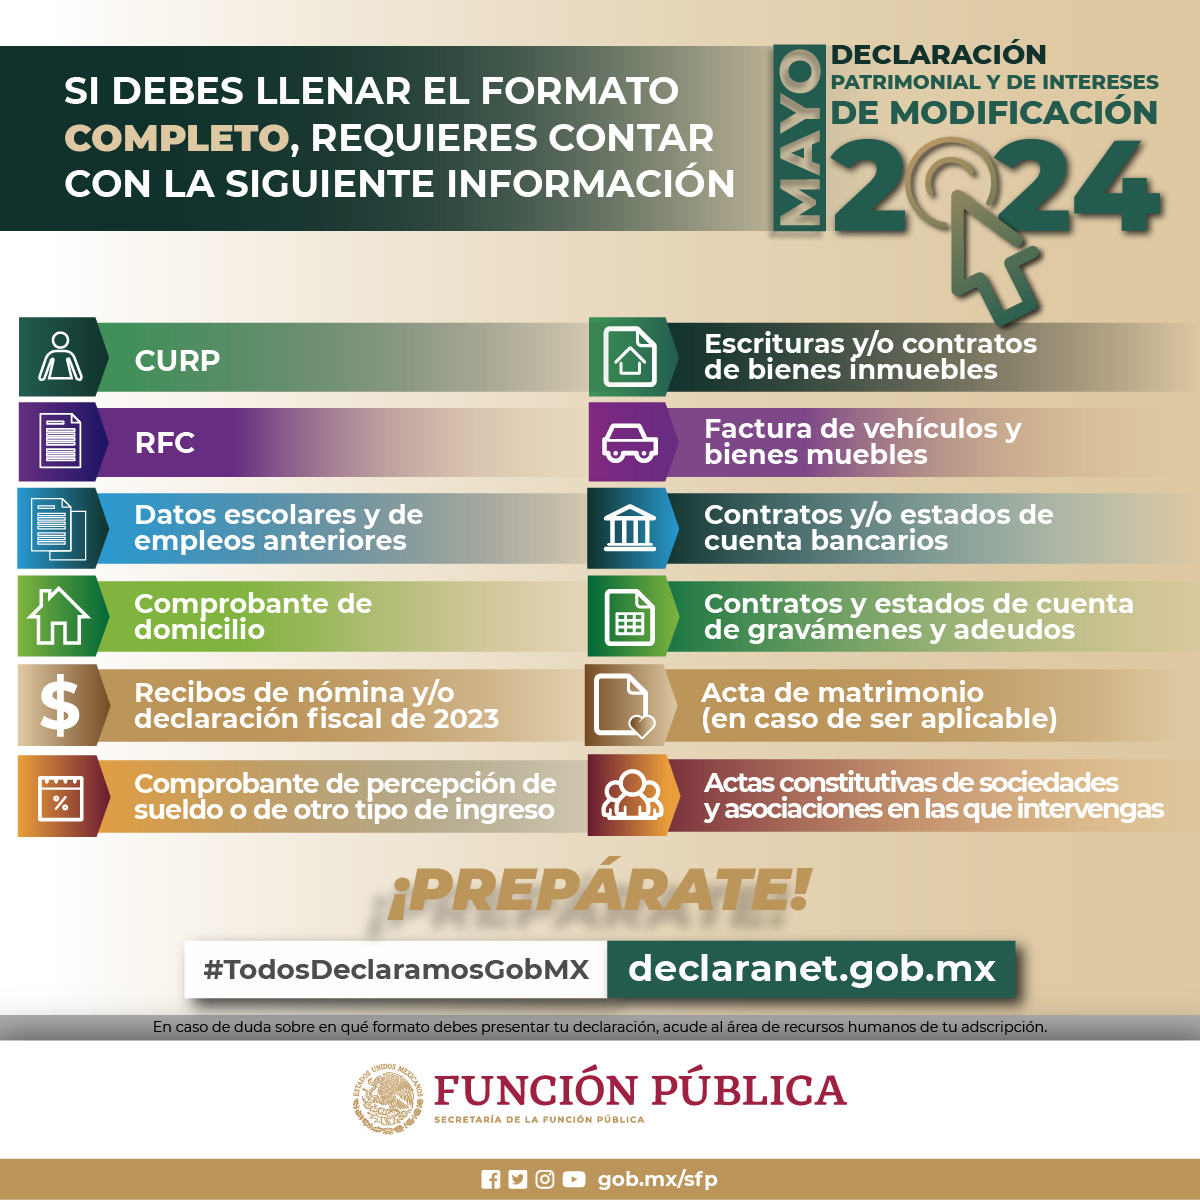 SI DEBES LLENAR EL FORMATO
COMPLETO, REQUIERES CONTAR
CON LA SIGUIENTE INFORMACIÓN
MAYO
DECLARACIÓN
PATRIMONIAL Y DE INTERESES
DE MODIFICACIÓN
2024
CURP
RFC
Datos escolares y de
empleos anteriores
Comprobante de
domicilio
$
Recibos de nómina y/o
declaración fiscal de 2023
%
Comprobante de percepción de
sueldo o de otro tipo de ingreso
Escrituras y/o contratos
de bienes inmuebles
Factura de vehículos y
bienes muebles
Contratos y/o estados de
cuenta bancarios
Contratos y estados de cuenta
de gravámenes y adeudos
Acta de matrimonio
(en caso de ser aplicable)
Actas constitutivas de sociedades
y asociaciones en las que intervengas
¡PREPÁRATE!
#TodosDeclaramosGobMX
declaranet.gob.mx
En caso de duda sobre en qué formato debes presentar tu declaración, acude al área de recursos humanos de tu adscripción.
ESTADOS UNIDOS MEXICANOS
FUNCIÓN PÚBLICA
SECRETARÍA DE LA FUNCIÓN PÚBLICA
gob.mx/sfp